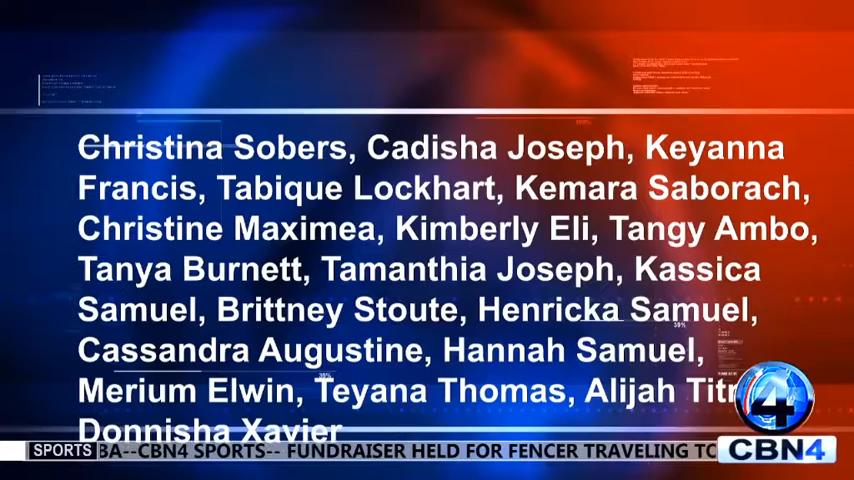 Christina Sobers, Cadisha Joseph, Keyanna
Francis, Tabique Lockhart, Kemara Saborach,
Christine Maximea, Kimberly Eli, Tangy Ambo,
Tanya Burnett, Tamanthia Joseph, Kassica
Samuel, Brittney Stoute, Henricka Samuel,
Cassandra Augustine, Hannah Samuel,
Merium Elwin, Teyana Thomas, Alijah
Donnisha Xavier
4
SPORTS BA--CBN4 SPORTS-- FUNDRAISER HELD FOR FENCER TRAVELING TO
CBN4